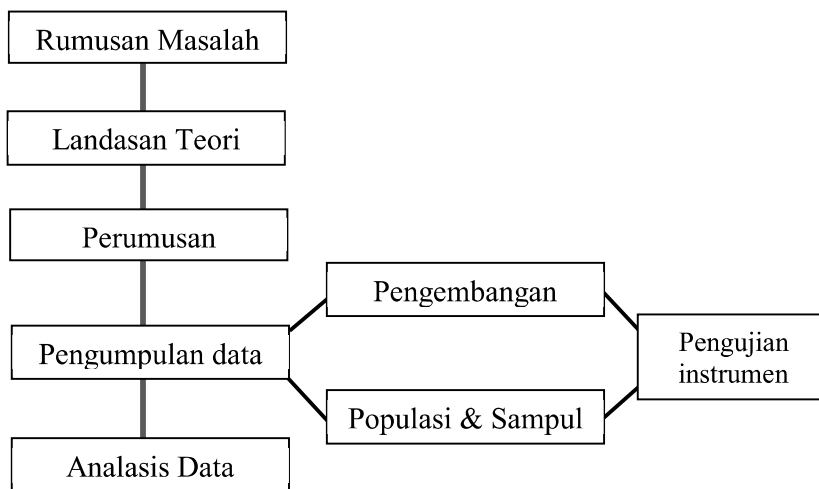 Rumusan Masalah
Landasan Teori
Perumusan
Pengembangan
Pengumpulan data
Pengujian
instrumen
Populasi & Sampul
Analasis Data